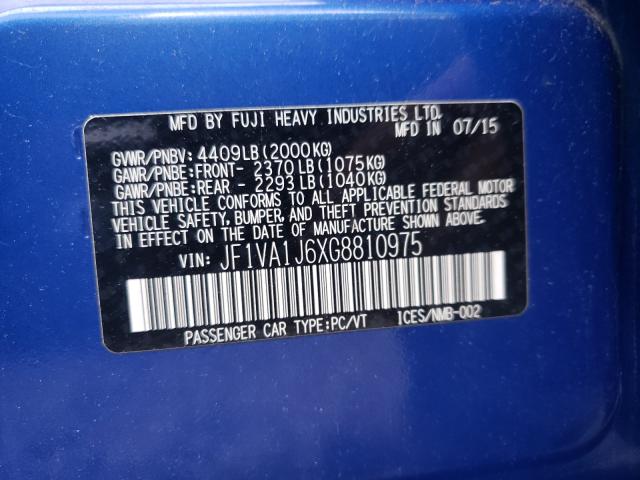 MFD BY FUJI HEAVY INDUSTRIES LTD.
MFD IN 07/15
GVWR/PNBV: 4409LB(2000KG)
GAWR/PNBE:FRONT- 2370LB(1075KG)
GAWR/PNBE:REAR - 2293LB(1040KG)
THIS VEHICLE CONFORMS TO ALL APPLICABLE FEDERAL MOTOR
VEHICLE SAFETY, BUMPER, AND THEFT PREVENTION STANDARDS
IN EFFECT ON THE DATE OF MANUFACTURE SHOWN ABOVE.
VIN: JF1VA1J6XG8810975
PASSENGER CAR TYPE:PC/VT ICES/NMB-002